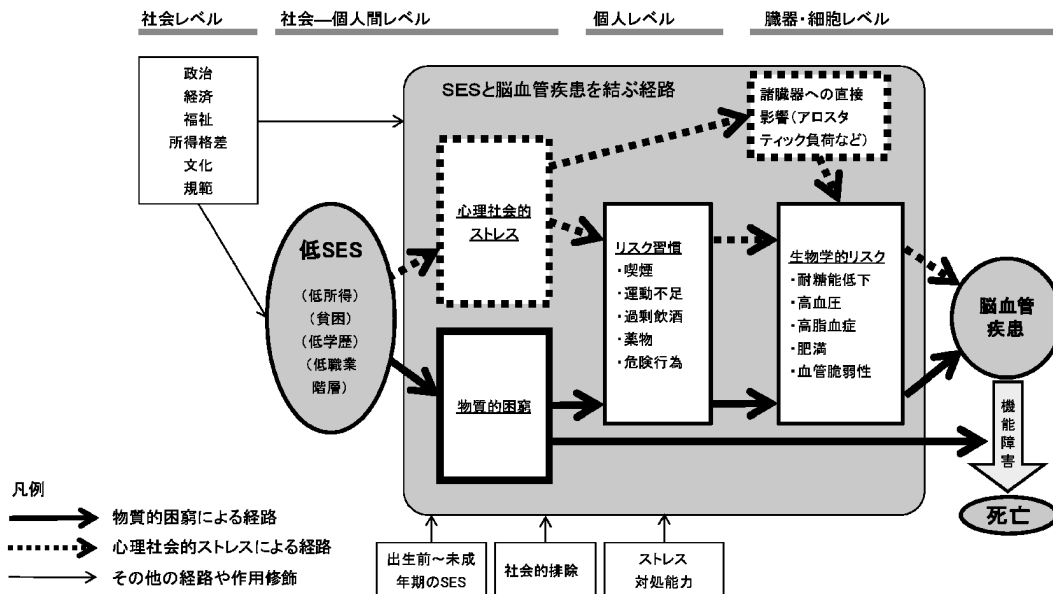 社会レベル
社会―個人間レベル
個人レベル
臓器・細胞レベル
政治
経済
福祉
所得格差
文化
規範
SESと脳血管疾患を結ぶ経路
諸臓器への直接
影響(アロスタ
ティック負荷など)
心理社会的
ストレス
低SES
(低所得)
(貧困)
(低学歴)
(低職業
階層)
リスク習慣
・喫煙
・運動不足
・過剰飲酒
・薬物
・危険行為
生物学的リスク
・耐糖能低下
・高血圧
・高脂血症
・肥満
・血管脆弱性
脳血管
疾患
物質的困窮
機能障害
死亡
凡例
物質的困窮による経路
心理社会的ストレスによる経路
その他の経路や作用修飾
出生前～未成
年期のSES
社会的排除
ストレス
対処能力